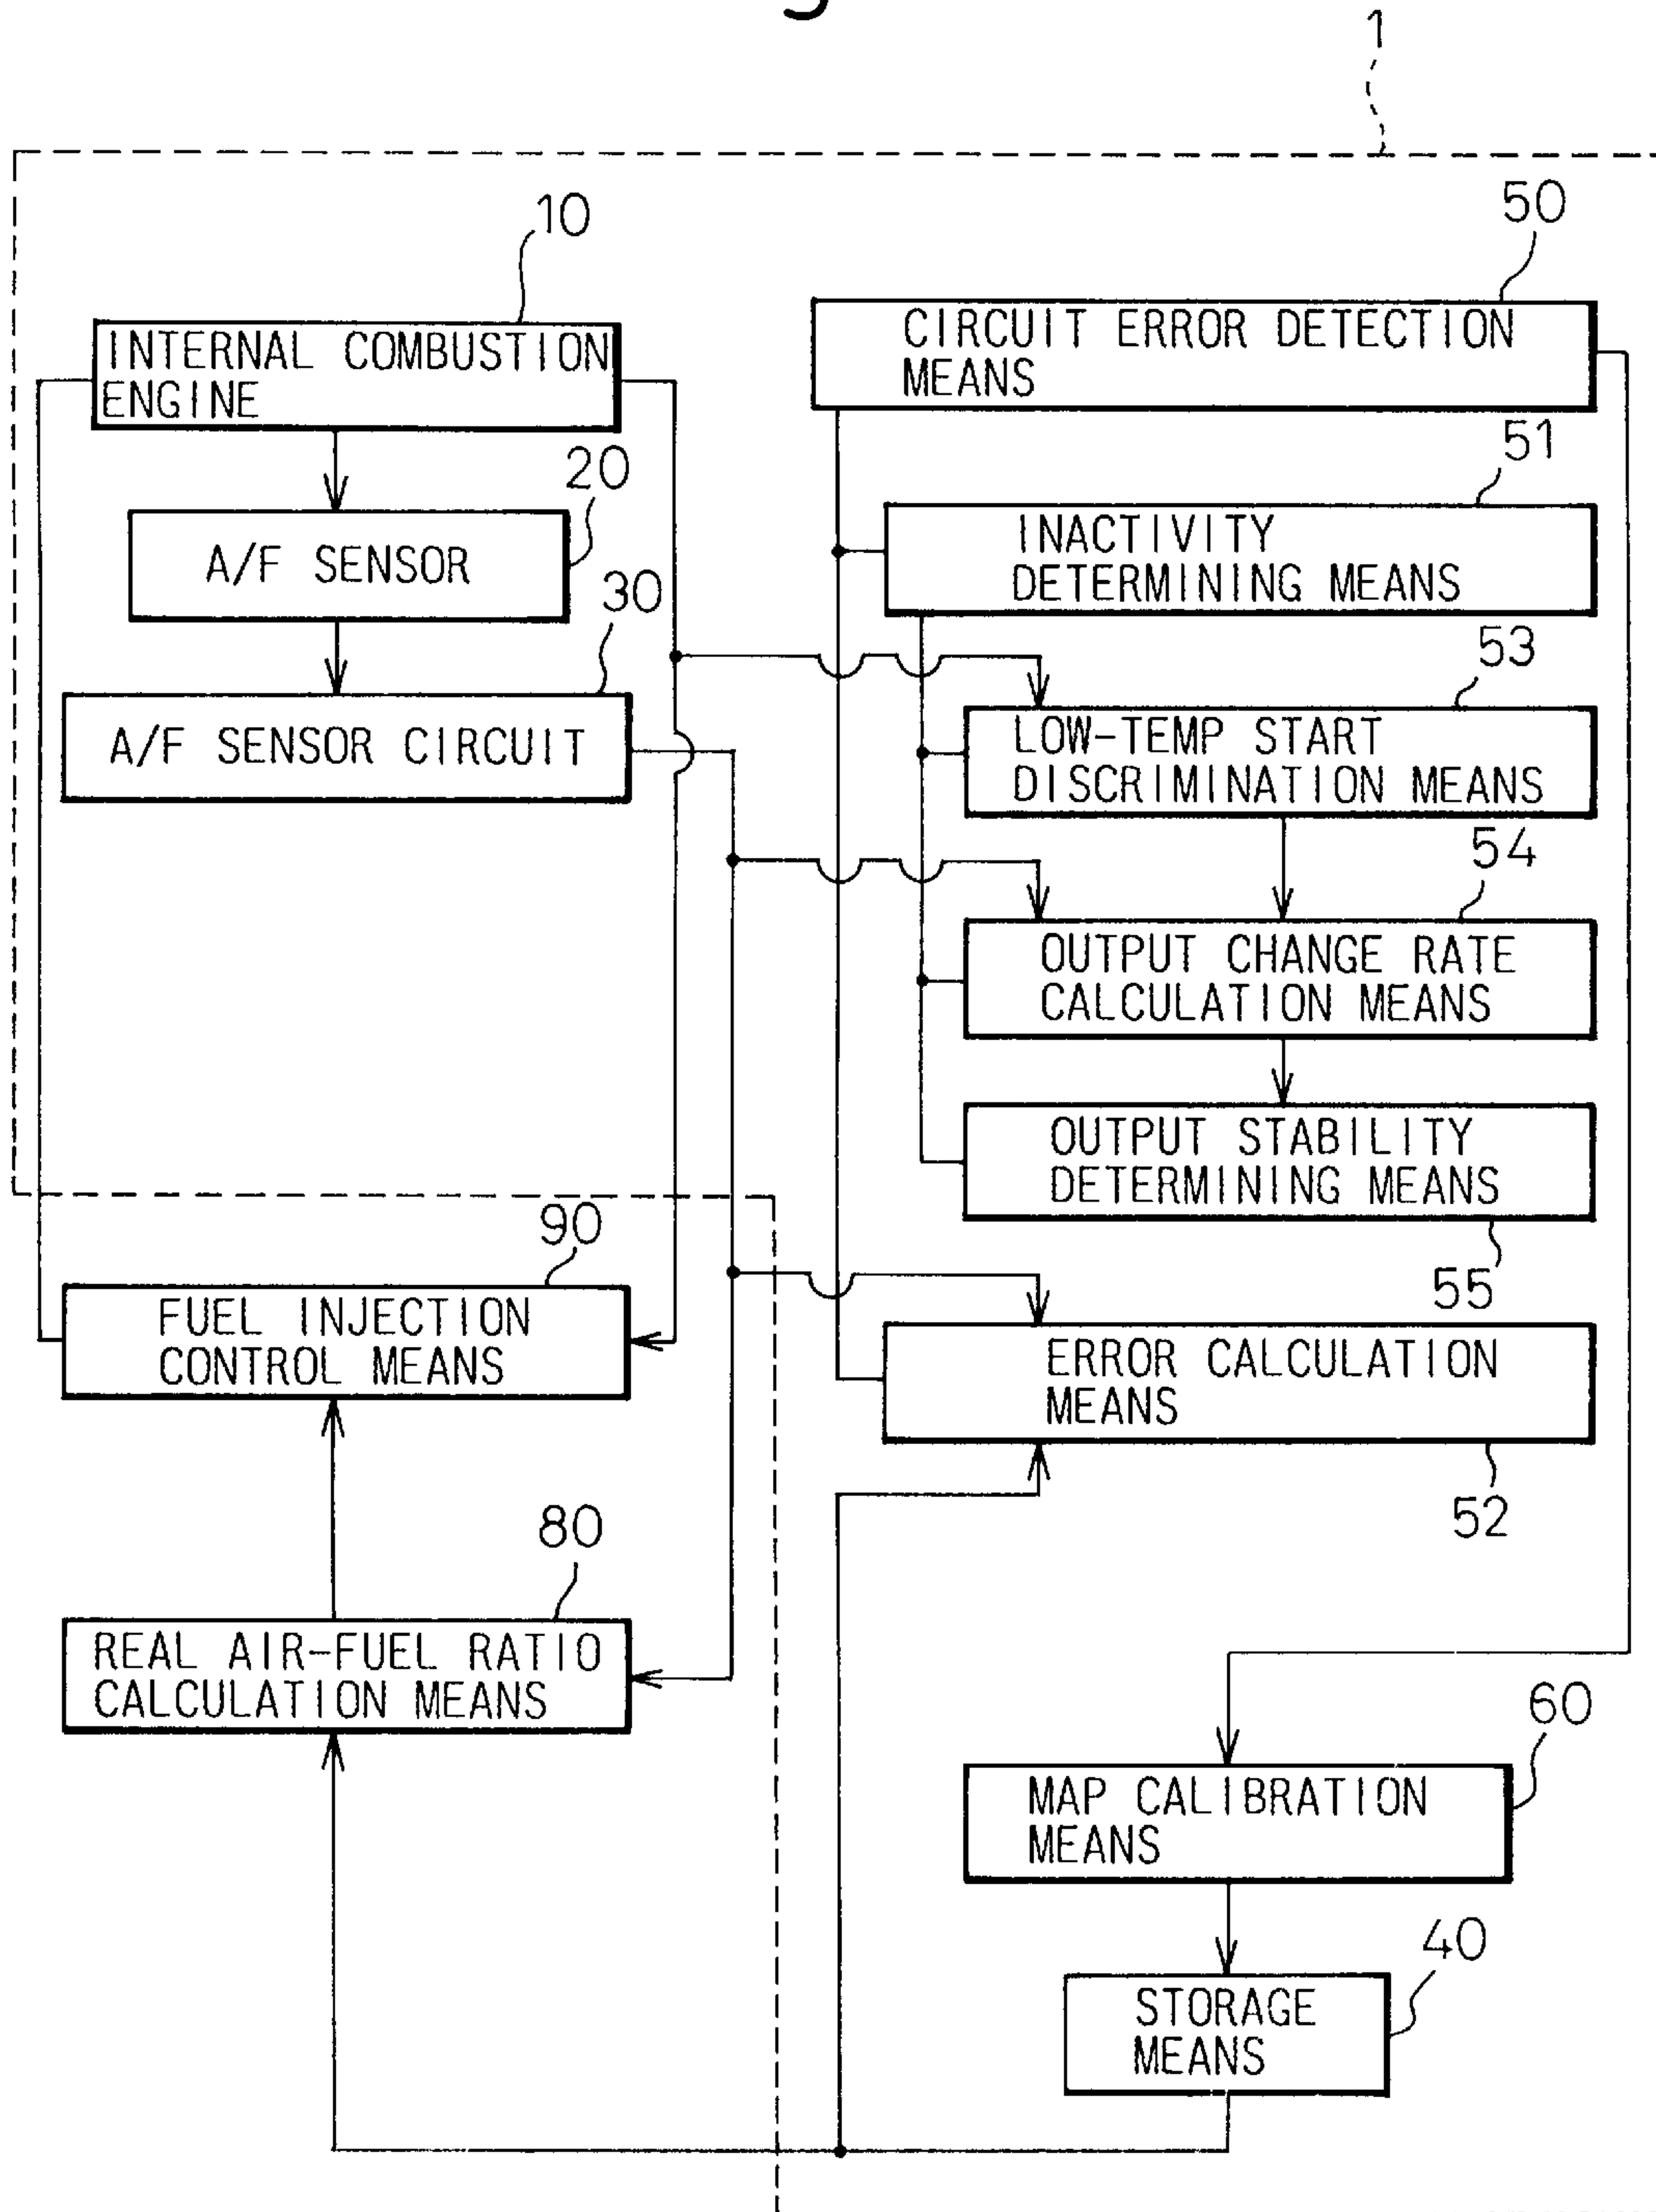 1
10
INTERNAL COMBUSTION
ENGINE
20
A/F SENSOR
30
A/F SENSOR CIRCUIT
50
CIRCUIT ERROR DETECTION
MEANS
51
INACTIVITY
DETERMINING MEANS
53
LOW-TEMP START
DISCRIMINATION MEANS
54
OUTPUT CHANGE RATE
CALCULATION MEANS
OUTPUT STABILITY
DETERMINING MEANS
55
90
FUEL INJECTION
CONTROL MEANS
ERROR CALCULATION
MEANS
52
80
REAL AIR-FUEL RATIO
CALCULATION MEANS
60
MAP CALIBRATION
MEANS
40
STORAGE
MEANS